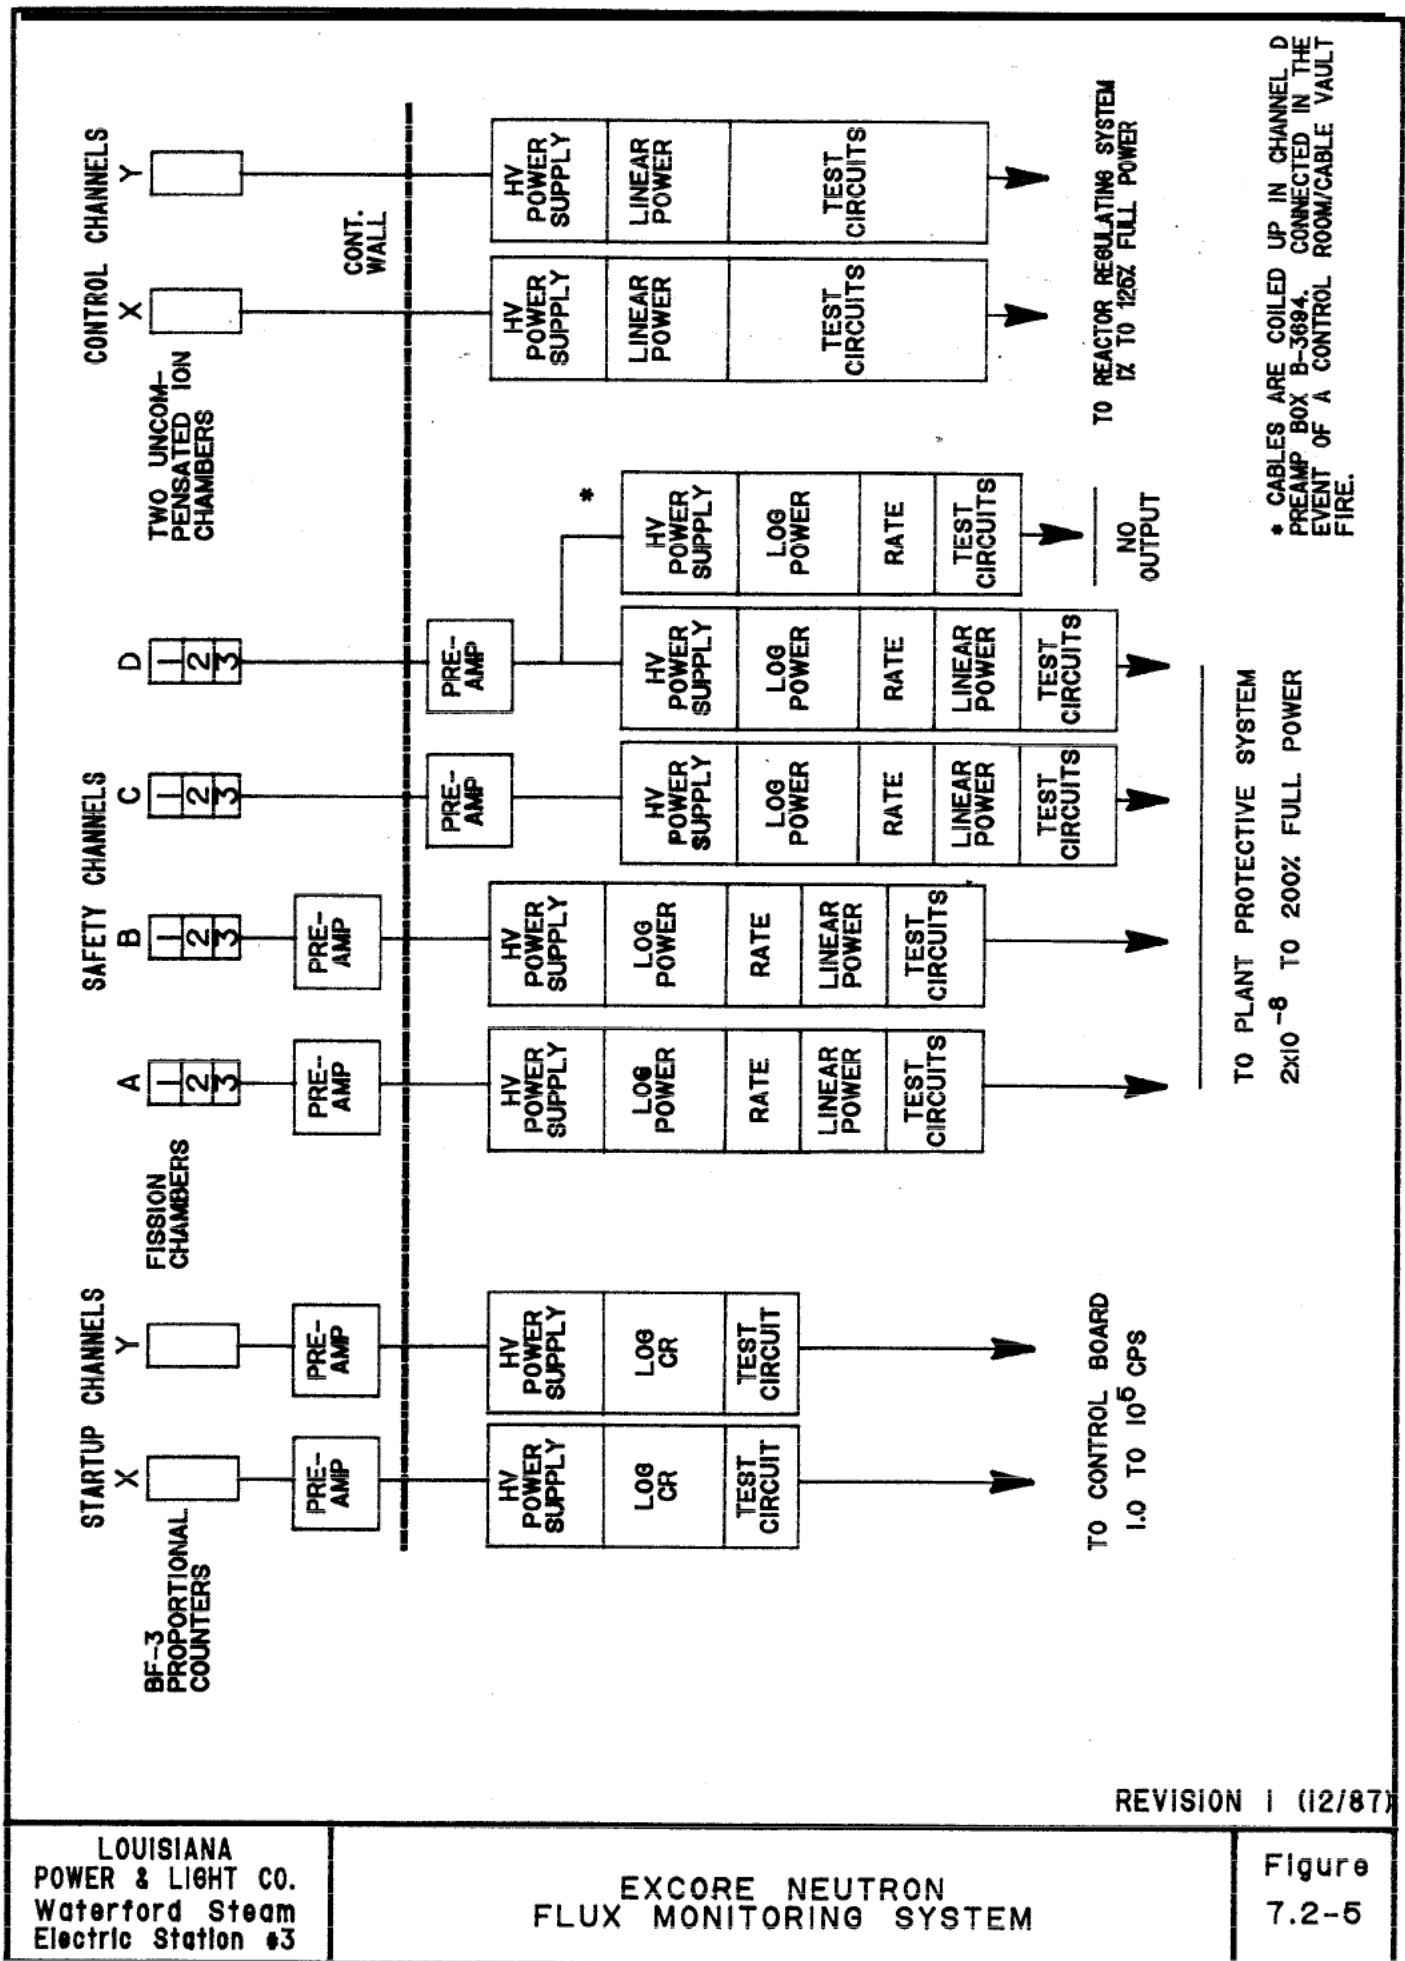 STARTUP CHANNELS
X
Y
BF-3
PROPORTIONAL
COUNTERS
PRE-
AMP
PRE-
AMP
HV
POWER
SUPPLY
LOG
CR
TEST
CIRCUIT
HV
POWER
SUPPLY
LOG
CR
TEST
CIRCUIT
TO CONTROL BOARD
1.0 TO 10⁵ CPS
SAFETY CHANNELS
A
B
C
D
FISSION
CHAMBERS
1
2
3
1
2
3
1
2
3
1
2
3
PRE-
AMP
PRE-
AMP
PRE-
AMP
PRE-
AMP
HV
POWER
SUPPLY
LOG
POWER
RATE
LINEAR
POWER
TEST
CIRCUITS
HV
POWER
SUPPLY
LOG
POWER
RATE
LINEAR
POWER
TEST
CIRCUITS
HV
POWER
SUPPLY
LOG
POWER
RATE
LINEAR
POWER
TEST
CIRCUITS
HV
POWER
SUPPLY
LOG
POWER
RATE
LINEAR
POWER
TEST
CIRCUITS
*
HV
POWER
SUPPLY
LOG
POWER
RATE
TEST
CIRCUITS
NO
OUTPUT
TO PLANT PROTECTIVE SYSTEM
2x10⁻⁸ TO 200% FULL POWER
CONTROL CHANNELS
X
Y
TWO UNCOM-
PENSATED ION
CHAMBERS
CONT.
WALL
HV
POWER
SUPPLY
LINEAR
POWER
TEST
CIRCUITS
HV
POWER
SUPPLY
LINEAR
POWER
TEST
CIRCUITS
TO REACTOR REGULATING SYSTEM
1% TO 125% FULL POWER
* CABLES ARE COILED UP IN CHANNEL D
PREAMP BOX B-3694. CONNECTED IN THE
EVENT OF A CONTROL ROOM/CABLE VAULT
FIRE.
REVISION 1 (12/87)
LOUISIANA
POWER & LIGHT CO.
Waterford Steam
Electric Station #3
EXCORE NEUTRON
FLUX MONITORING SYSTEM
Figure
7.2-5